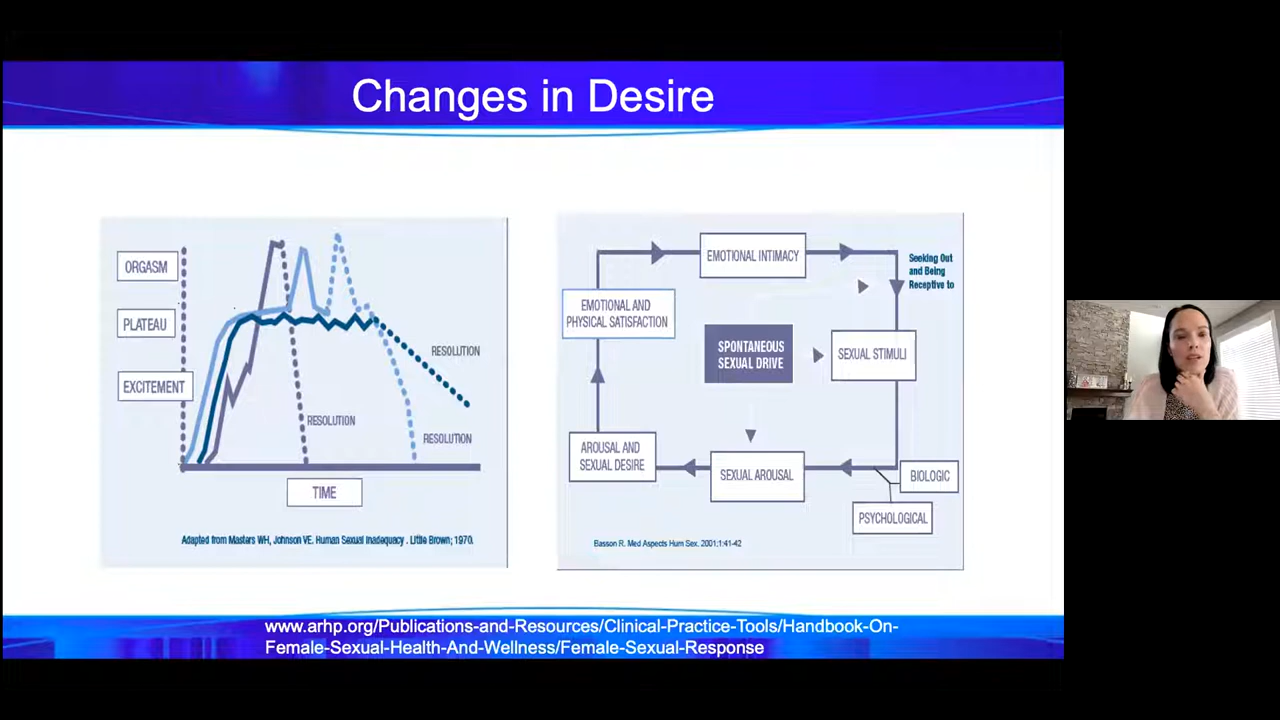 Changes in Desire
ORGASM
PLATEAU
EXCITEMENT
RESOLUTION
RESOLUTION
RESOLUTION
TIME
Adapted from Masters WH, Johnson VE. Human Sexual Inadequacy . Little Brown; 1970.
EMOTIONAL INTIMACY
Seeking Out
and Being
Receptive to
EMOTIONAL AND
PHYSICAL SATISFACTION
SPONTANEOUS
SEXUAL DRIVE
SEXUAL STIMULI
AROUSAL AND
SEXUAL DESIRE
SEXUAL AROUSAL
BIOLOGIC
PSYCHOLOGICAL
Basson R. Med Aspects Hum Sex. 2001;1:41-42
www.arhp.org/Publications-and-Resources/Clinical-Practice-Tools/Handbook-On-
Female-Sexual-Health-And-Wellness/Female-Sexual-Response